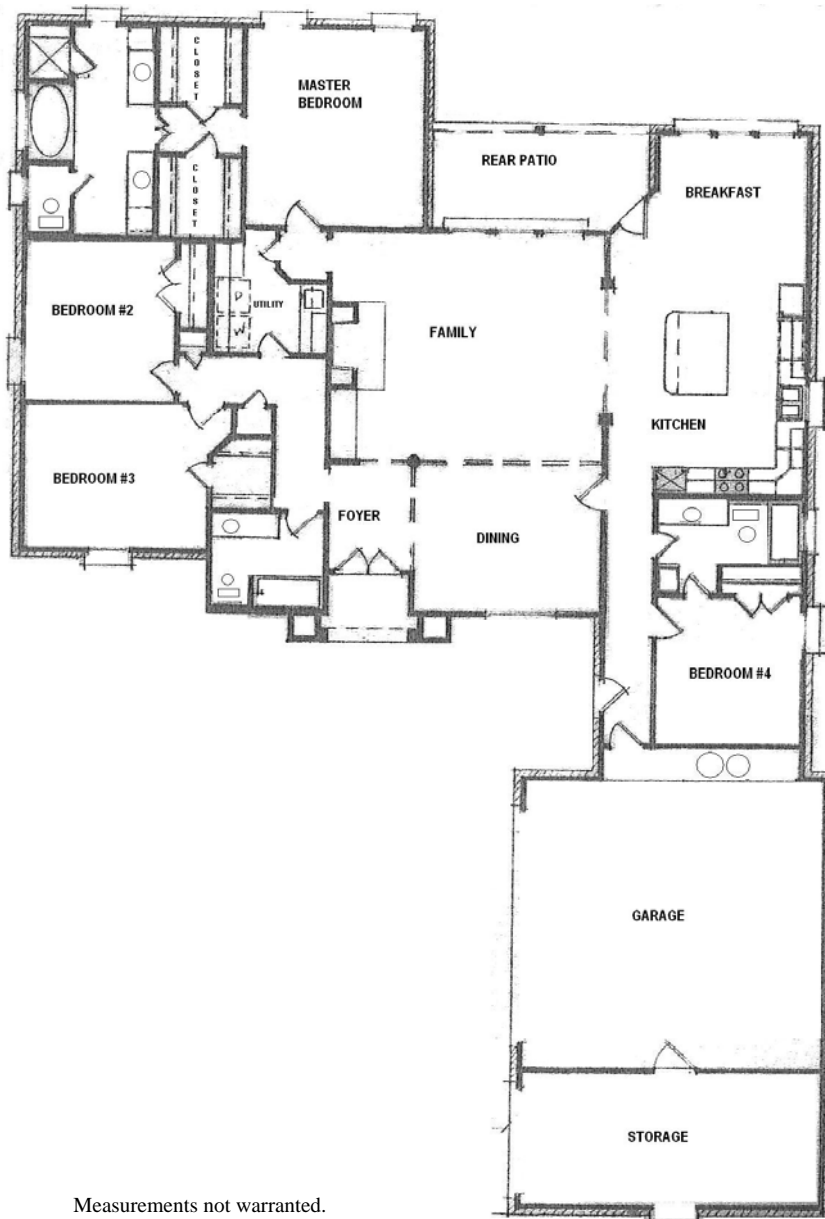 CLOSET
MASTER
BEDROOM
REAR PATIO
BREAKFAST
CLOSET
BEDROOM #2
UTILITY
D
W
FAMILY
KITCHEN
BEDROOM #3
FOYER
DINING
BEDROOM #4
GARAGE
STORAGE
Measurements not warranted.